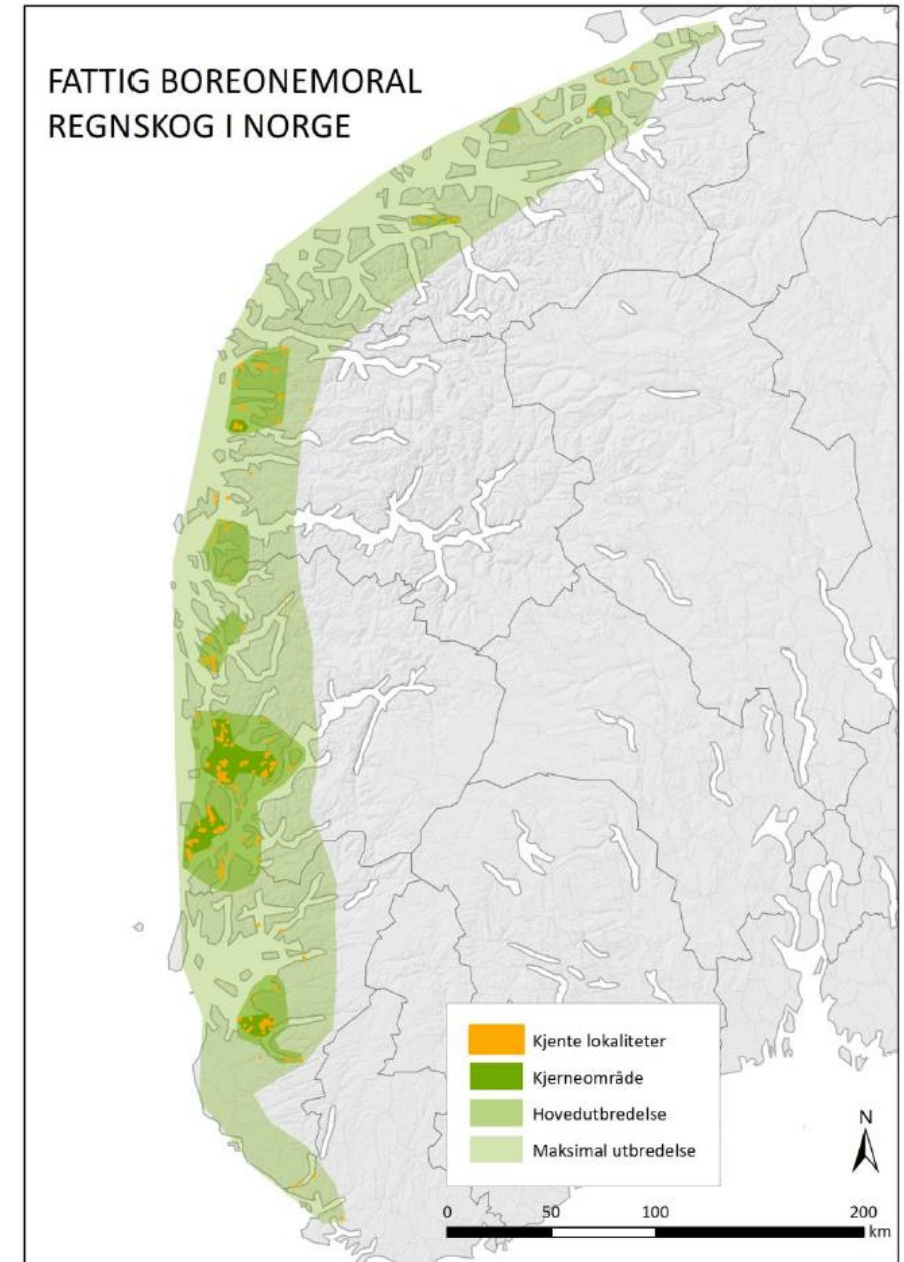 FATTIG BOREONEMORAL
REGNSKOG I NORGE
Kjente lokaliteter
Kjerneområde
Hovedutbredelse
Maksimal utbredelse
N
0 50 100 200
km